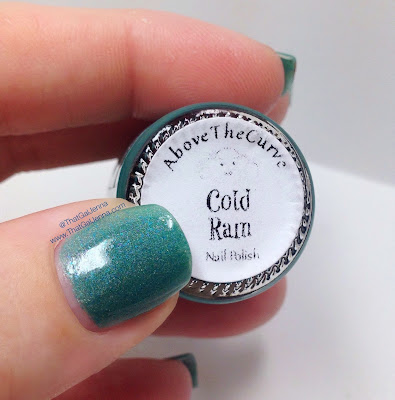 AboveTheCurve
Cold
Rain
Nail Polish
@ThatGalJenna
www.ThatGalJenna.com